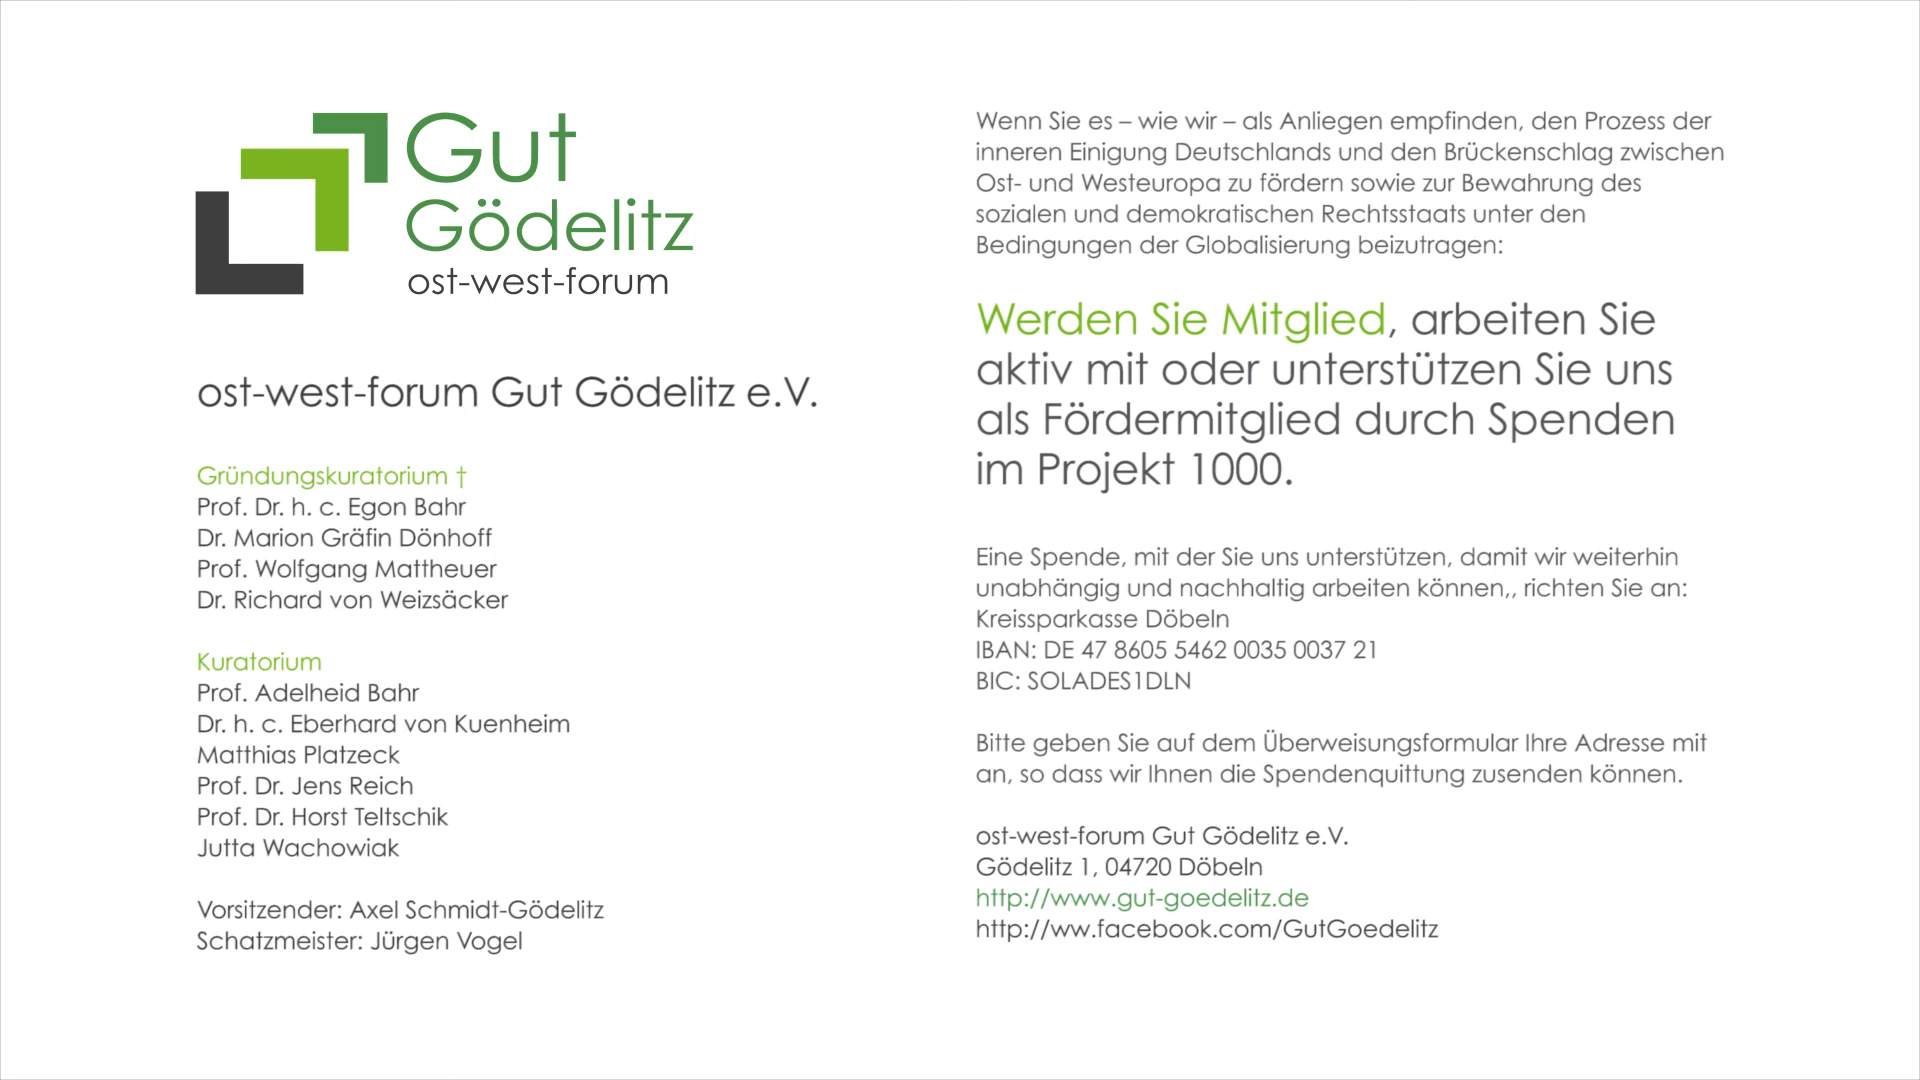 Gut
Gödelitz
ost-west-forum
ost-west-forum Gut Gödelitz e.V.
Gründungskuratorium †
Prof. Dr. h. c. Egon Bahr
Dr. Marion Gräfin Dönhoff
Prof. Wolfgang Mattheuer
Dr. Richard von Weizsäcker
Kuratorium
Prof. Adelheid Bahr
Dr. h. c. Eberhard von Kuenheim
Matthias Platzeck
Prof. Dr. Jens Reich
Prof. Dr. Horst Teltschik
Jutta Wachowiak
Vorsitzender: Axel Schmidt-Gödelitz
Schatzmeister: Jürgen Vogel
Wenn Sie es – wie wir – als Anliegen empfinden, den Prozess der
inneren Einigung Deutschlands und den Brückenschlag zwischen
Ost- und Westeuropa zu fördern sowie zur Bewahrung des
sozialen und demokratischen Rechtsstaats unter den
Bedingungen der Globalisierung beizutragen:
Werden Sie Mitglied, arbeiten Sie
aktiv mit oder unterstützen Sie uns
als Fördermitglied durch Spenden
im Projekt 1000.
Eine Spende, mit der Sie uns unterstützen, damit wir weiterhin
unabhängig und nachhaltig arbeiten können,, richten Sie an:
Kreissparkasse Döbeln
IBAN: DE 47 8605 5462 0035 0037 21
BIC: SOLADES1DLN
Bitte geben Sie auf dem Überweisungsformular Ihre Adresse mit
an, so dass wir Ihnen die Spendenquittung zusenden können.
ost-west-forum Gut Gödelitz e.V.
Gödelitz 1, 04720 Döbeln
http://www.gut-goedelitz.de
http://ww.facebook.com/GutGoedelitz